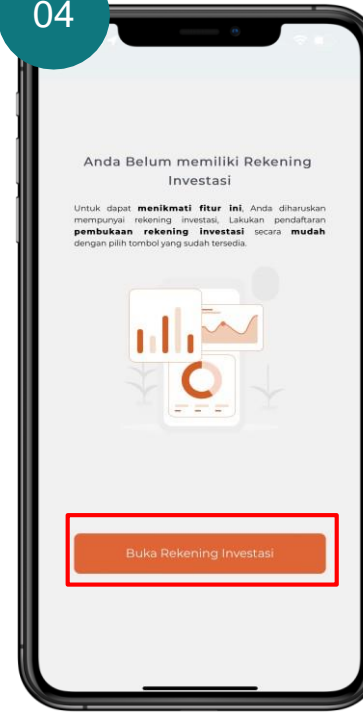 04
Anda Belum memiliki Rekening
Investasi
Untuk dapat menikmati fitur ini, Anda diharuskan
mempunyai rekening investasi, Lakukan pendaftaran
pembukaan rekening investasi secara mudah
dengan pilih tombol yang sudah tersedia.
Buka Rekening Investasi